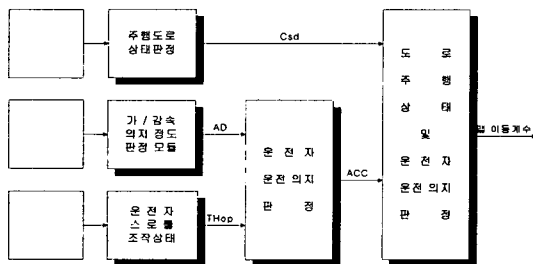 주행도로
상태판정
Csd
가 / 감속
의지 정도
판정 모듈
AD
운 전 자
스로틀
조작상태
THop
운 전 자
운전 의지
판 정
ACC
도 로
주 행
상 태
및
운 전 자
운전 의지
판 정
맵 이동계수